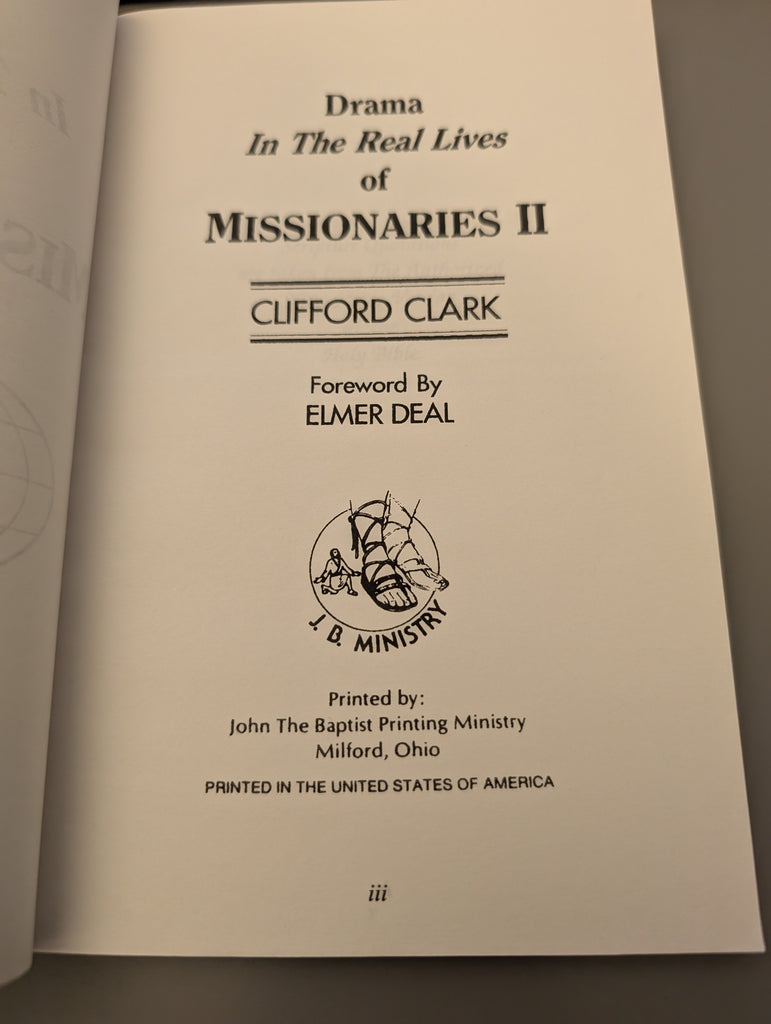 Drama
In The Real Lives
of
MISSIONARIES II
CLIFFORD CLARK
Foreword By
ELMER DEAL
J. B. MINISTRY
Printed by:
John The Baptist Printing Ministry
Milford, Ohio
PRINTED IN THE UNITED STATES OF AMERICA
iii